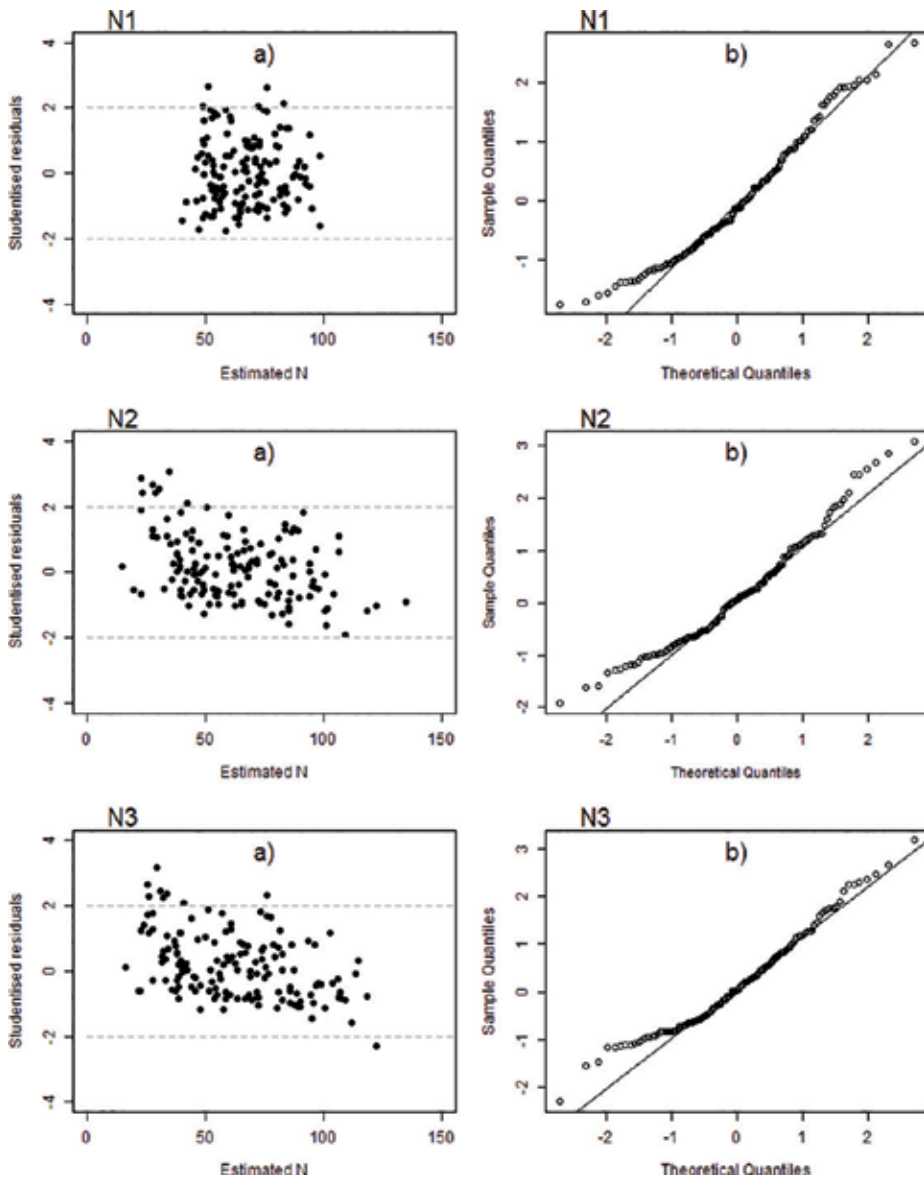 N1
a)
4
2
0
-2
-4
Studentised residuals
0 50 100 150
Estimated N
N1
b)
2
1
0
-1
Sample Quantiles
-2 -1 0 1 2
Theoretical Quantiles
N2
a)
4
2
0
-2
-4
Studentised residuals
0 50 100 150
Estimated N
N2
b)
3
2
1
0
-1
-2
Sample Quantiles
-2 -1 0 1 2
Theoretical Quantiles
N3
a)
4
2
0
-2
-4
Studentised residuals
0 50 100 150
Estimated N
N3
b)
3
2
1
0
-1
-2
Sample Quantiles
-2 -1 0 1 2
Theoretical Quantiles